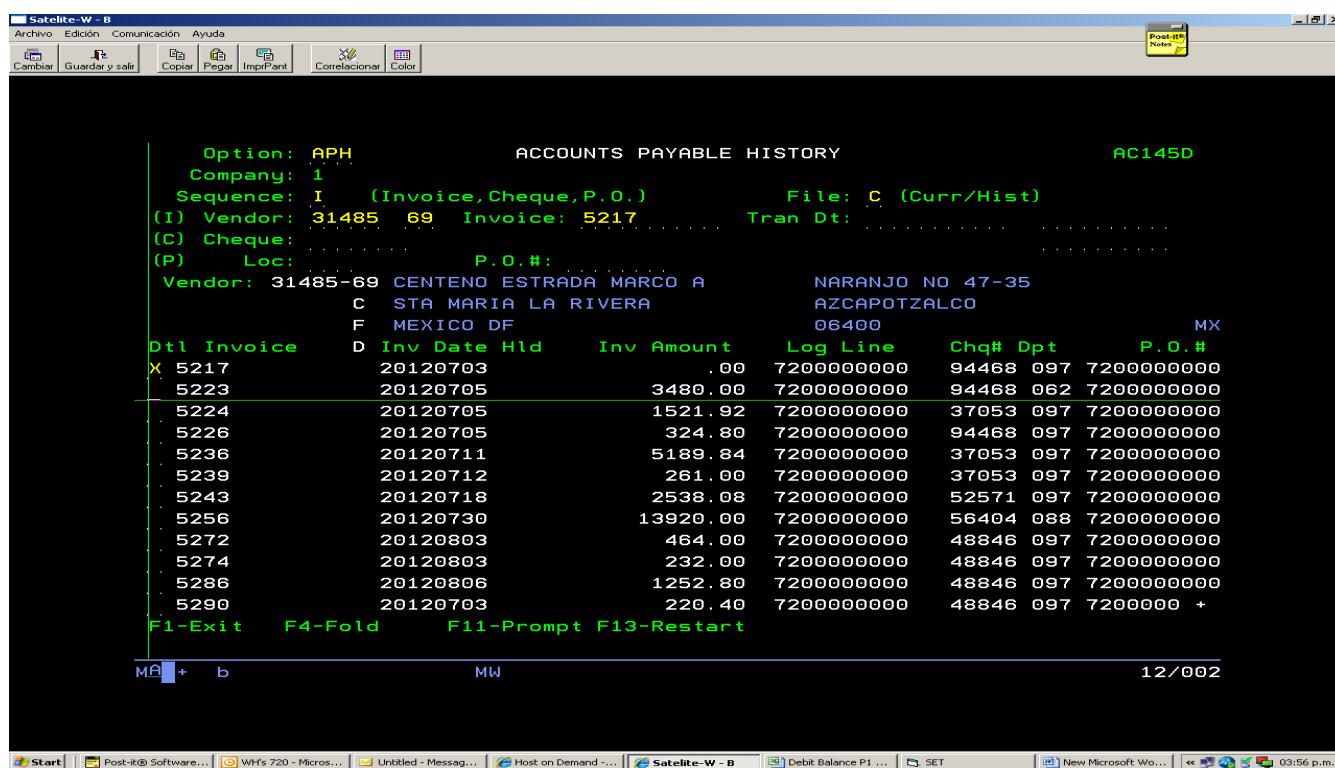 Satelite-W - B
Archivo Edición Comunicación Ayuda
Post-it® Notes
Cambiar Guardar y salir Copiar Pegar ImprPant Correlacionar Color
Option: APH ACCOUNTS PAYABLE HISTORY AC145D
Company: 1
Sequence: I (Invoice,Cheque,P.O.) File: C (Curr/Hist)
(I) Vendor: 31485 69 Invoice: 5217 Tran Dt:
(C) Cheque:
(P) Loc: P.O.#:
Vendor: 31485-69 CENTENO ESTRADA MARCO A NARANJO NO 47-35
C STA MARIA LA RIVERA AZCAPOTZALCO
F MEXICO DF 06400 MX
Dtl Invoice D Inv Date Hld Inv Amount Log Line Chq# Dpt P.O.#
X 5217 20120703 .00 7200000000 94468 097 7200000000
5223 20120705 3480.00 7200000000 94468 062 7200000000
5224 20120705 1521.92 7200000000 37053 097 7200000000
5226 20120705 324.80 7200000000 94468 097 7200000000
5236 20120711 5189.84 7200000000 37053 097 7200000000
5239 20120712 261.00 7200000000 37053 097 7200000000
5243 20120718 2538.08 7200000000 52571 097 7200000000
5256 20120730 13920.00 7200000000 56404 088 7200000000
5272 20120803 464.00 7200000000 48846 097 7200000000
5274 20120803 232.00 7200000000 48846 097 7200000000
5286 20120806 1252.80 7200000000 48846 097 7200000000
5290 20120703 220.40 7200000000 48846 097 7200000 +
F1-Exit F4-Fold F11-Prompt F13-Restart
MA + b MW 12/002
Start Post-it® Software... WH's 720 - Micros... Untitled - Messag... Host on Demand -... Satelite-W - B Debit Balance P1 ... SET New Microsoft Wo... « 03:56 p.m.